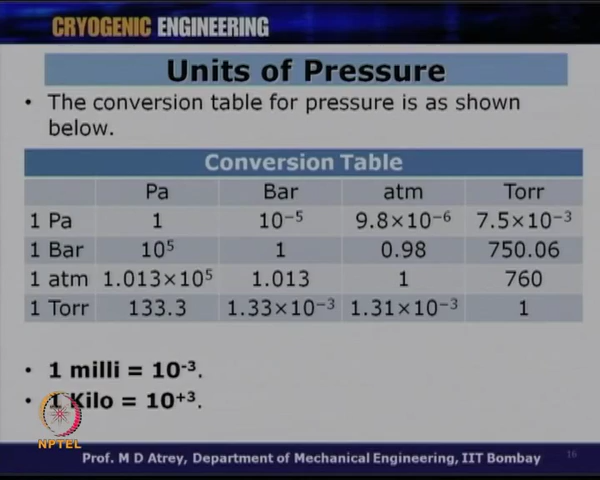 CRYOGENIC ENGINEERING
Units of Pressure
• The conversion table for pressure is as shown
below.
Conversion Table
Pa Bar atm Torr
1 Pa 1 10⁻⁵ 9.8×10⁻⁶ 7.5×10⁻³
1 Bar 10⁵ 1 0.98 750.06
1 atm 1.013×10⁵ 1.013 1 760
1 Torr 133.3 1.33×10⁻³ 1.31×10⁻³ 1
• 1 milli = 10⁻³.
• 1 Kilo = 10⁺³.
NPTEL
Prof. M D Atrey, Department of Mechanical Engineering, IIT Bombay 16